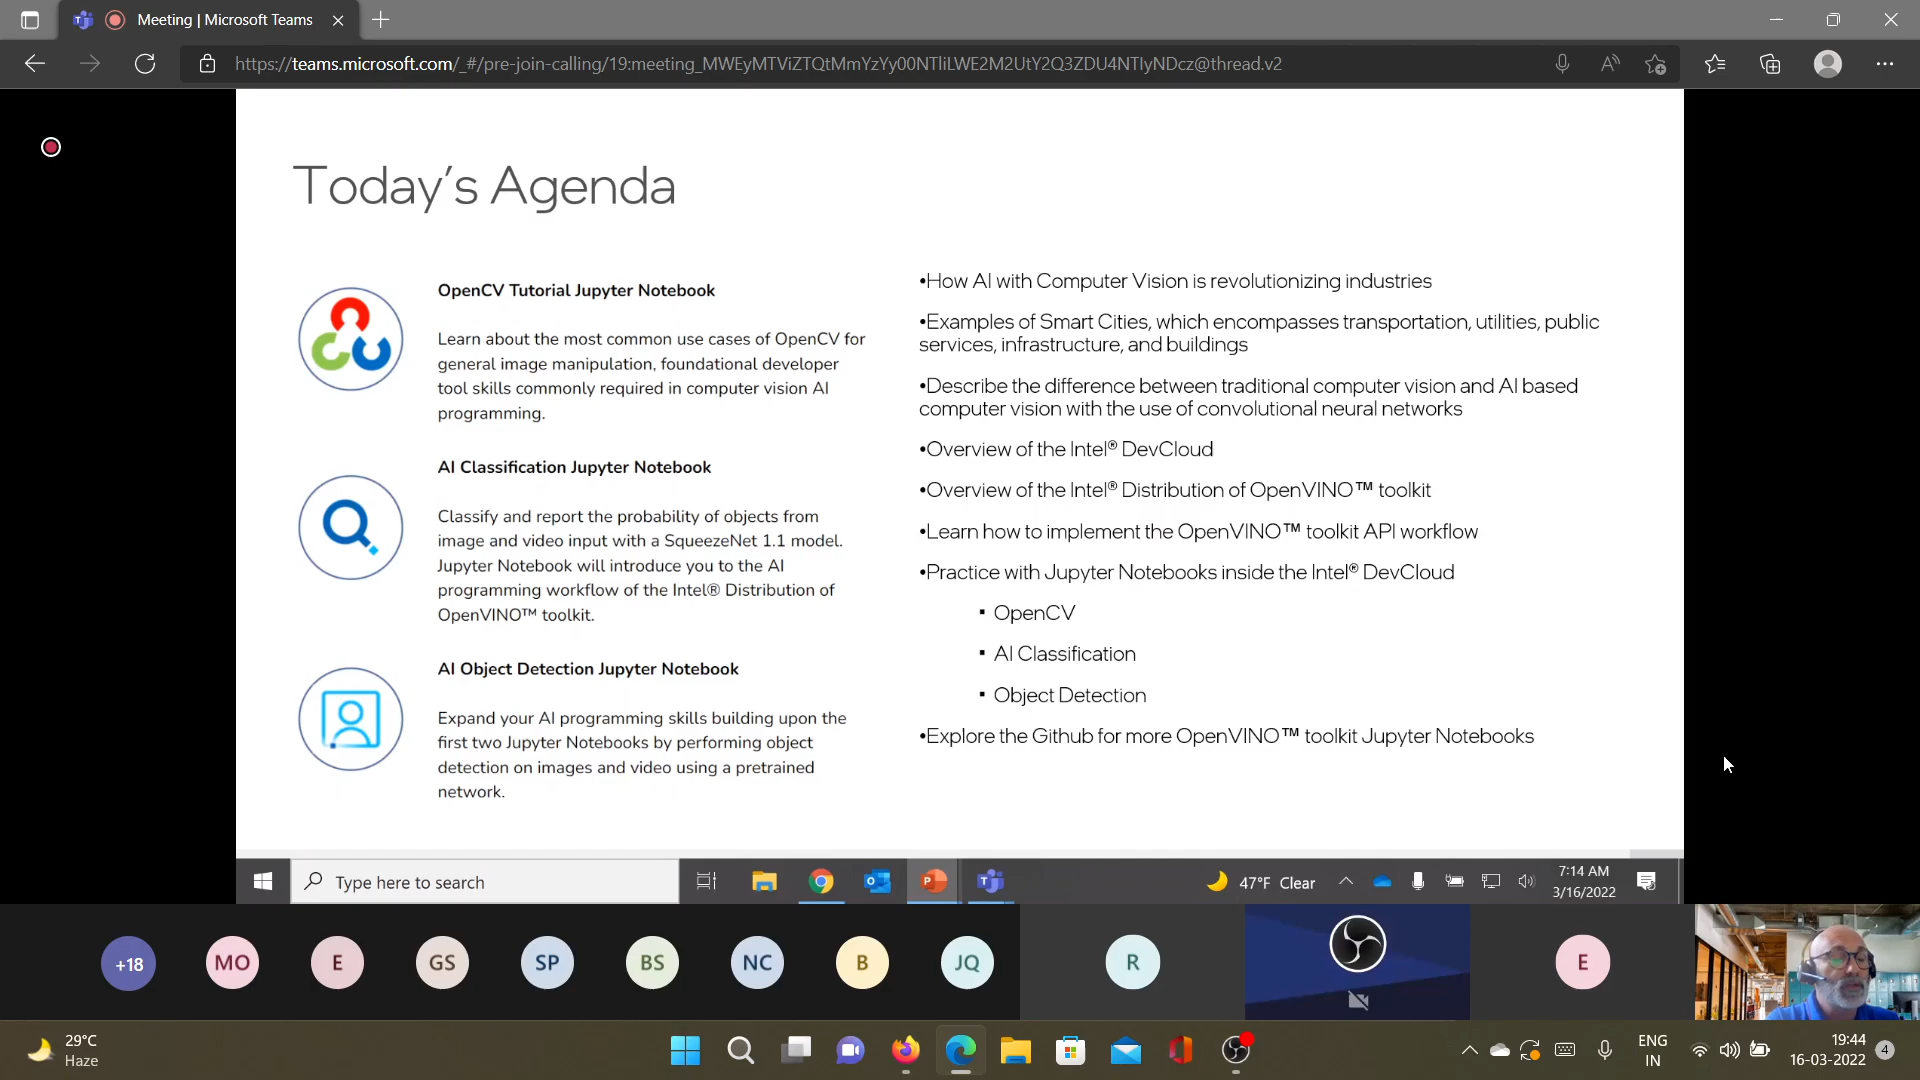 Meeting | Microsoft Teams
https://teams.microsoft.com/_#/pre-join-calling/19:meeting_MWEyMTViZTQtMmYzYy00NTliLWE2M2UtY2Q3ZDU4NTIyNDcz@thread.v2
Today's Agenda
OpenCV Tutorial Jupyter Notebook
Learn about the most common use cases of OpenCV for
general image manipulation, foundational developer
tool skills commonly required in computer vision AI
programming.
AI Classification Jupyter Notebook
Classify and report the probability of objects from
image and video input with a SqueezeNet 1.1 model.
Jupyter Notebook will introduce you to the AI
programming workflow of the Intel® Distribution of
OpenVINO™ toolkit.
AI Object Detection Jupyter Notebook
Expand your AI programming skills building upon the
first two Jupyter Notebooks by performing object
detection on images and video using a pretrained
network.
•How AI with Computer Vision is revolutionizing industries
•Examples of Smart Cities, which encompasses transportation, utilities, public
services, infrastructure, and buildings
•Describe the difference between traditional computer vision and AI based
computer vision with the use of convolutional neural networks
•Overview of the Intel® DevCloud
•Overview of the Intel® Distribution of OpenVINO™ toolkit
•Learn how to implement the OpenVINO™ toolkit API workflow
•Practice with Jupyter Notebooks inside the Intel® DevCloud
▪ OpenCV
▪ AI Classification
▪ Object Detection
•Explore the Github for more OpenVINO™ toolkit Jupyter Notebooks
Type here to search
47°F Clear
7:14 AM
3/16/2022
+18
MO
E
GS
SP
BS
NC
B
JQ
R
E
29°C
Haze
ENG
IN
19:44
16-03-2022
4